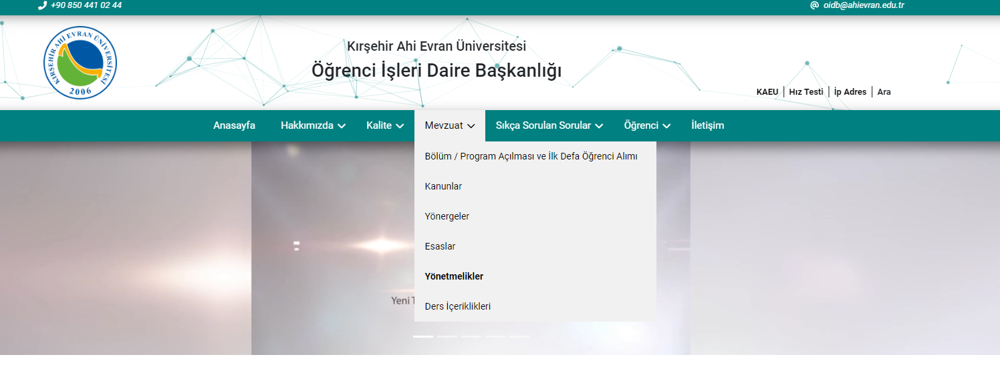 +90 850 441 02 44
oidb@ahievran.edu.tr
KIRŞEHİR AHİ EVRAN ÜNİVERSİTESİ
2006
Kırşehir Ahi Evran Üniversitesi
Öğrenci İşleri Daire Başkanlığı
KAEU | Hız Testi | İp Adres | Ara
Anasayfa Hakkımızda Kalite Mevzuat Sıkça Sorulan Sorular Öğrenci İletişim
Bölüm / Program Açılması ve İlk Defa Öğrenci Alımı
Kanunlar
Yönergeler
Esaslar
Yönetmelikler
Yeni
Ders İçeriklikleri